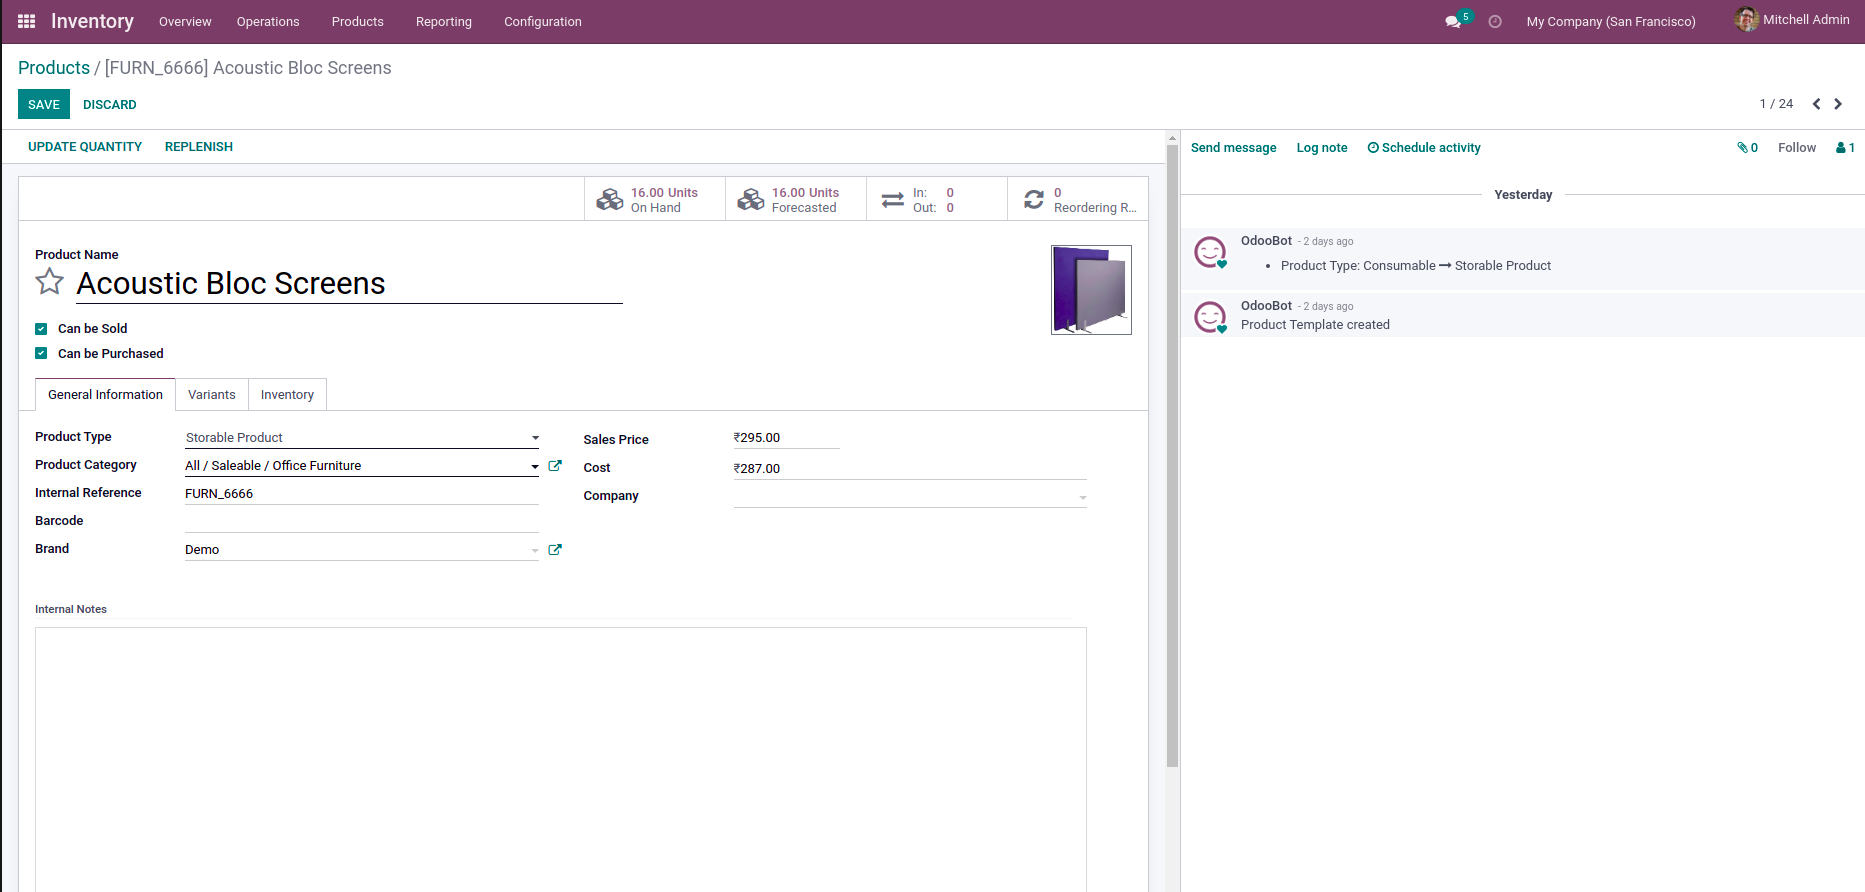 Inventory Overview Operations Products Reporting Configuration 5 My Company (San Francisco) Mitchell Admin
Products / [FURN_6666] Acoustic Bloc Screens
SAVE DISCARD 1 / 24
UPDATE QUANTITY REPLENISH
Send message Log note Schedule activity 0 Follow 1
16.00 Units
On Hand
16.00 Units
Forecasted
In: 0
Out: 0
0
Reordering R...
Yesterday
OdooBot - 2 days ago
• Product Type: Consumable → Storable Product
OdooBot - 2 days ago
Product Template created
Product Name
Acoustic Bloc Screens
Can be Sold
Can be Purchased
General Information Variants Inventory
Product Type Storable Product
Product Category All / Saleable / Office Furniture
Internal Reference FURN_6666
Barcode
Brand Demo
Sales Price ₹295.00
Cost ₹287.00
Company
Internal Notes